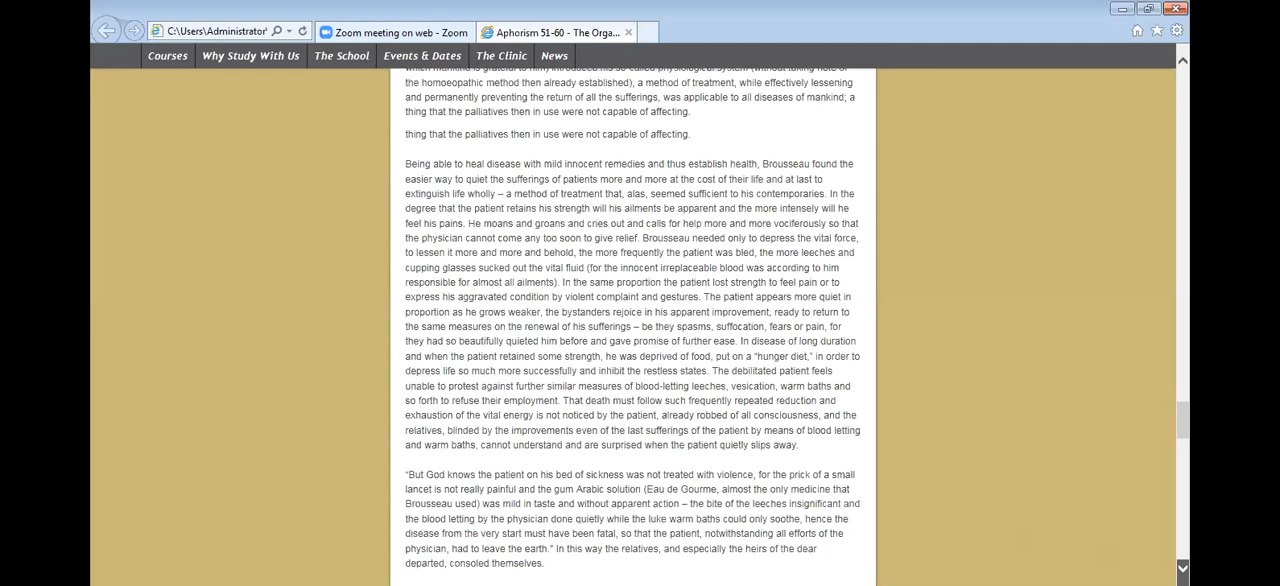 C:\Users\Administrator'
Zoom meeting on web - Zoom
Aphorism 51-60 - The Orga...
Courses Why Study With Us The School Events & Dates The Clinic News
when mankind is grateful to him) introduced his so called physiological system (without taking note of
the homoeopathic method then already established), a method of treatment, while effectively lessening
and permanently preventing the return of all the sufferings, was applicable to all diseases of mankind; a
thing that the palliatives then in use were not capable of affecting.
thing that the palliatives then in use were not capable of affecting.
Being able to heal disease with mild innocent remedies and thus establish health, Brousseau found the
easier way to quiet the sufferings of patients more and more at the cost of their life and at last to
extinguish life wholly – a method of treatment that, alas, seemed sufficient to his contemporaries. In the
degree that the patient retains his strength will his ailments be apparent and the more intensely will he
feel his pains. He moans and groans and cries out and calls for help more and more vociferously so that
the physician cannot come any too soon to give relief. Brousseau needed only to depress the vital force,
to lessen it more and more and behold, the more frequently the patient was bled, the more leeches and
cupping glasses sucked out the vital fluid (for the innocent irreplaceable blood was according to him
responsible for almost all ailments). In the same proportion the patient lost strength to feel pain or to
express his aggravated condition by violent complaint and gestures. The patient appears more quiet in
proportion as he grows weaker, the bystanders rejoice in his apparent improvement, ready to return to
the same measures on the renewal of his sufferings – be they spasms, suffocation, fears or pain, for
they had so beautifully quieted him before and gave promise of further ease. In disease of long duration
and when the patient retained some strength, he was deprived of food, put on a “hunger diet,” in order to
depress life so much more successfully and inhibit the restless states. The debilitated patient feels
unable to protest against further similar measures of blood-letting leeches, vesication, warm baths and
so forth to refuse their employment. That death must follow such frequently repeated reduction and
exhaustion of the vital energy is not noticed by the patient, already robbed of all consciousness, and the
relatives, blinded by the improvements even of the last sufferings of the patient by means of blood letting
and warm baths, cannot understand and are surprised when the patient quietly slips away.
“But God knows the patient on his bed of sickness was not treated with violence, for the prick of a small
lancet is not really painful and the gum Arabic solution (Eau de Gourme, almost the only medicine that
Brousseau used) was mild in taste and without apparent action – the bite of the leeches insignificant and
the blood letting by the physician done quietly while the luke warm baths could only soothe, hence the
disease from the very start must have been fatal, so that the patient, notwithstanding all efforts of the
physician, had to leave the earth.” In this way the relatives, and especially the heirs of the dear
departed, consoled themselves.